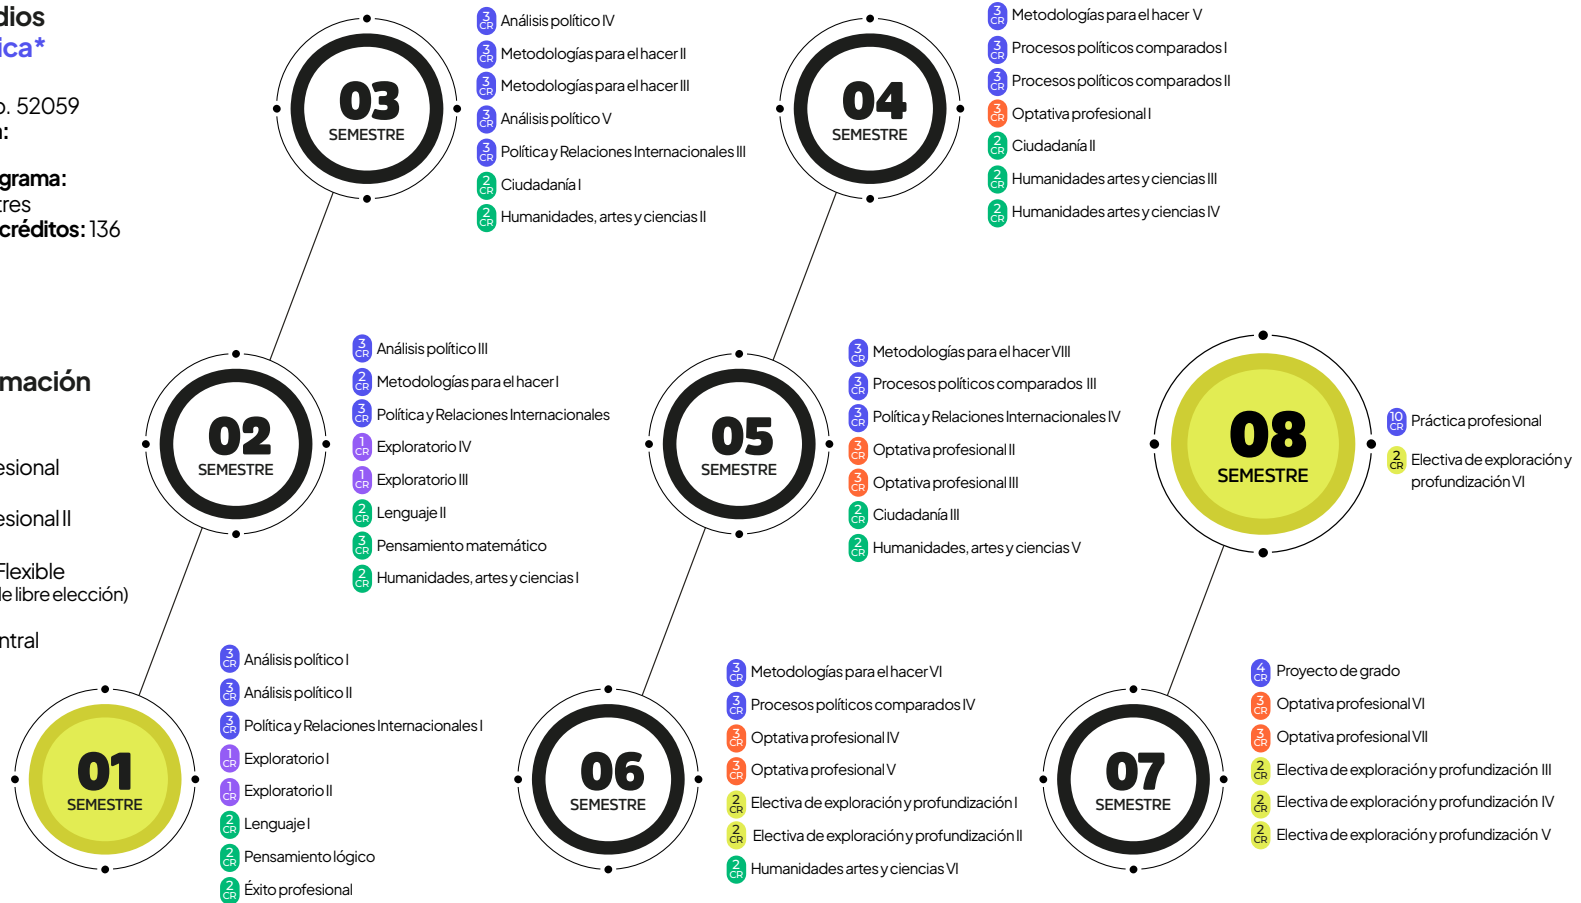 dios
ica*
o. 52059
a:
grama:
tres
créditos: 136
mación
esional
esional II
Flexible
le libre elección)
ntral
03
SEMESTRE
3 CR Análisis político IV
3 CR Metodologías para el hacer II
3 CR Metodologías para el hacer III
3 CR Análisis político V
3 CR Política y Relaciones Internacionales III
2 CR Ciudadanía I
2 CR Humanidades, artes y ciencias II
04
SEMESTRE
3 CR Metodologías para el hacer V
3 CR Procesos políticos comparados I
3 CR Procesos políticos comparados II
3 CR Optativa profesional I
2 CR Ciudadanía II
2 CR Humanidades artes y ciencias III
2 CR Humanidades artes y ciencias IV
02
SEMESTRE
3 CR Análisis político III
2 CR Metodologías para el hacer I
3 CR Política y Relaciones Internacionales
1 CR Exploratorio IV
1 CR Exploratorio III
2 CR Lenguaje II
3 CR Pensamiento matemático
2 CR Humanidades, artes y ciencias I
05
SEMESTRE
3 CR Metodologías para el hacer VIII
3 CR Procesos políticos comparados III
3 CR Política y Relaciones Internacionales IV
3 CR Optativa profesional II
3 CR Optativa profesional III
2 CR Ciudadanía III
2 CR Humanidades, artes y ciencias V
08
SEMESTRE
10 CR Práctica profesional
2 CR Electiva de exploración y
profundización VI
01
SEMESTRE
3 CR Análisis político I
3 CR Análisis político II
3 CR Política y Relaciones Internacionales I
1 CR Exploratorio I
1 CR Exploratorio II
2 CR Lenguaje I
2 CR Pensamiento lógico
2 CR Éxito profesional
06
SEMESTRE
3 CR Metodologías para el hacer VI
3 CR Procesos políticos comparados IV
3 CR Optativa profesional IV
3 CR Optativa profesional V
2 CR Electiva de exploración y profundización I
2 CR Electiva de exploración y profundización II
2 CR Humanidades artes y ciencias VI
07
SEMESTRE
4 CR Proyecto de grado
3 CR Optativa profesional VI
3 CR Optativa profesional VII
2 CR Electiva de exploración y profundización III
2 CR Electiva de exploración y profundización IV
2 CR Electiva de exploración y profundización V